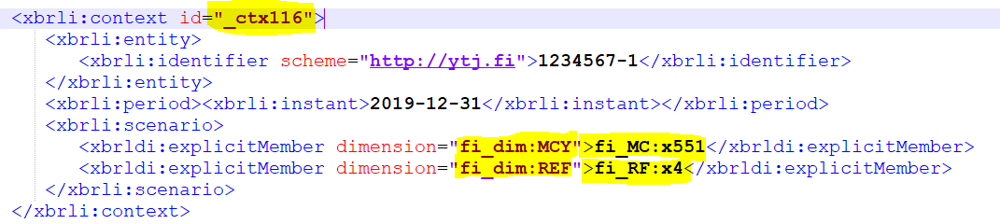 <xbrli:context id="_ctx116">
<xbrli:entity>
<xbrli:identifier scheme="http://ytj.fi">1234567-1</xbrli:identifier>
</xbrli:entity>
<xbrli:period><xbrli:instant>2019-12-31</xbrli:instant></xbrli:period>
<xbrli:scenario>
<xbrldi:explicitMember dimension="fi_dim:MCY">fi_MC:x551</xbrldi:explicitMember>
<xbrldi:explicitMember dimension="fi_dim:REF">fi_RF:x4</xbrldi:explicitMember>
</xbrli:scenario>
</xbrli:context>